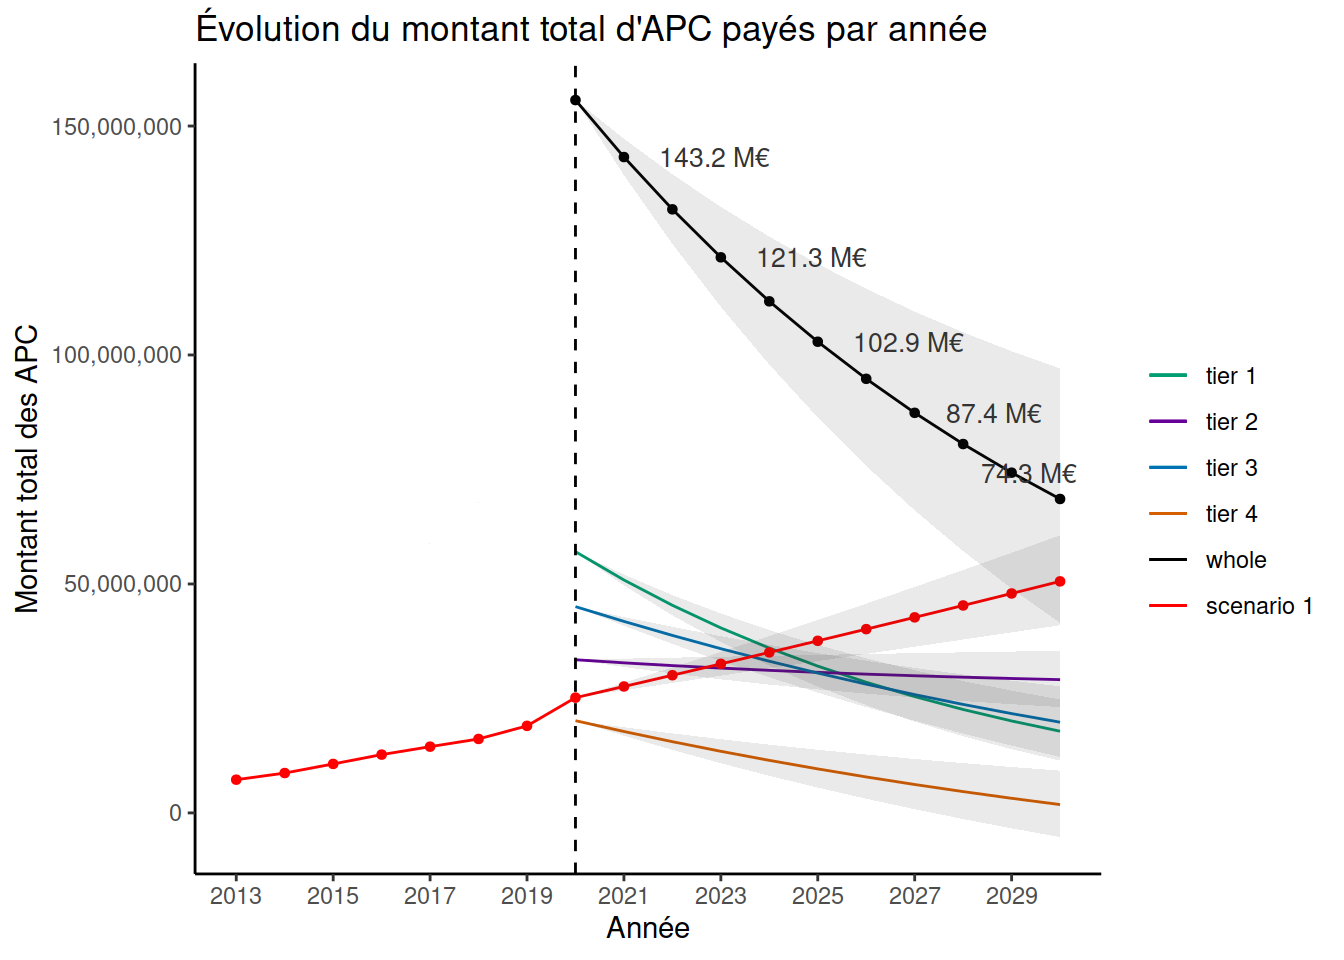 Évolution du montant total d'APC payés par année
Montant total des APC
150,000,000
100,000,000
50,000,000
0
143.2 M€
121.3 M€
102.9 M€
87.4 M€
74.3 M€
tier 1
tier 2
tier 3
tier 4
whole
scenario 1
2013 2015 2017 2019 2021 2023 2025 2027 2029
Année